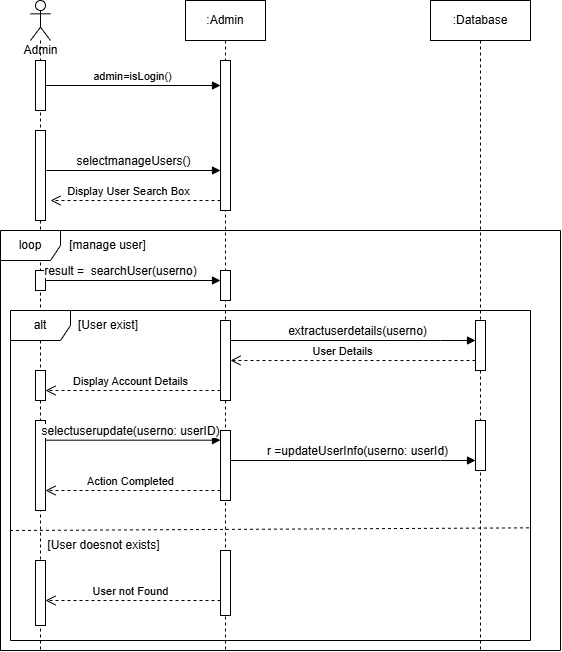 Admin
:Admin
:Database
admin=isLogin()
selectmanageUsers()
Display User Search Box
loop
[manage user]
result = searchUser(userno)
alt
[User exist]
extractuserdetails(userno)
User Details
Display Account Details
selectuserupdate(userno: userID)
r =updateUserInfo(userno: userId)
Action Completed
[User doesnot exists]
User not Found